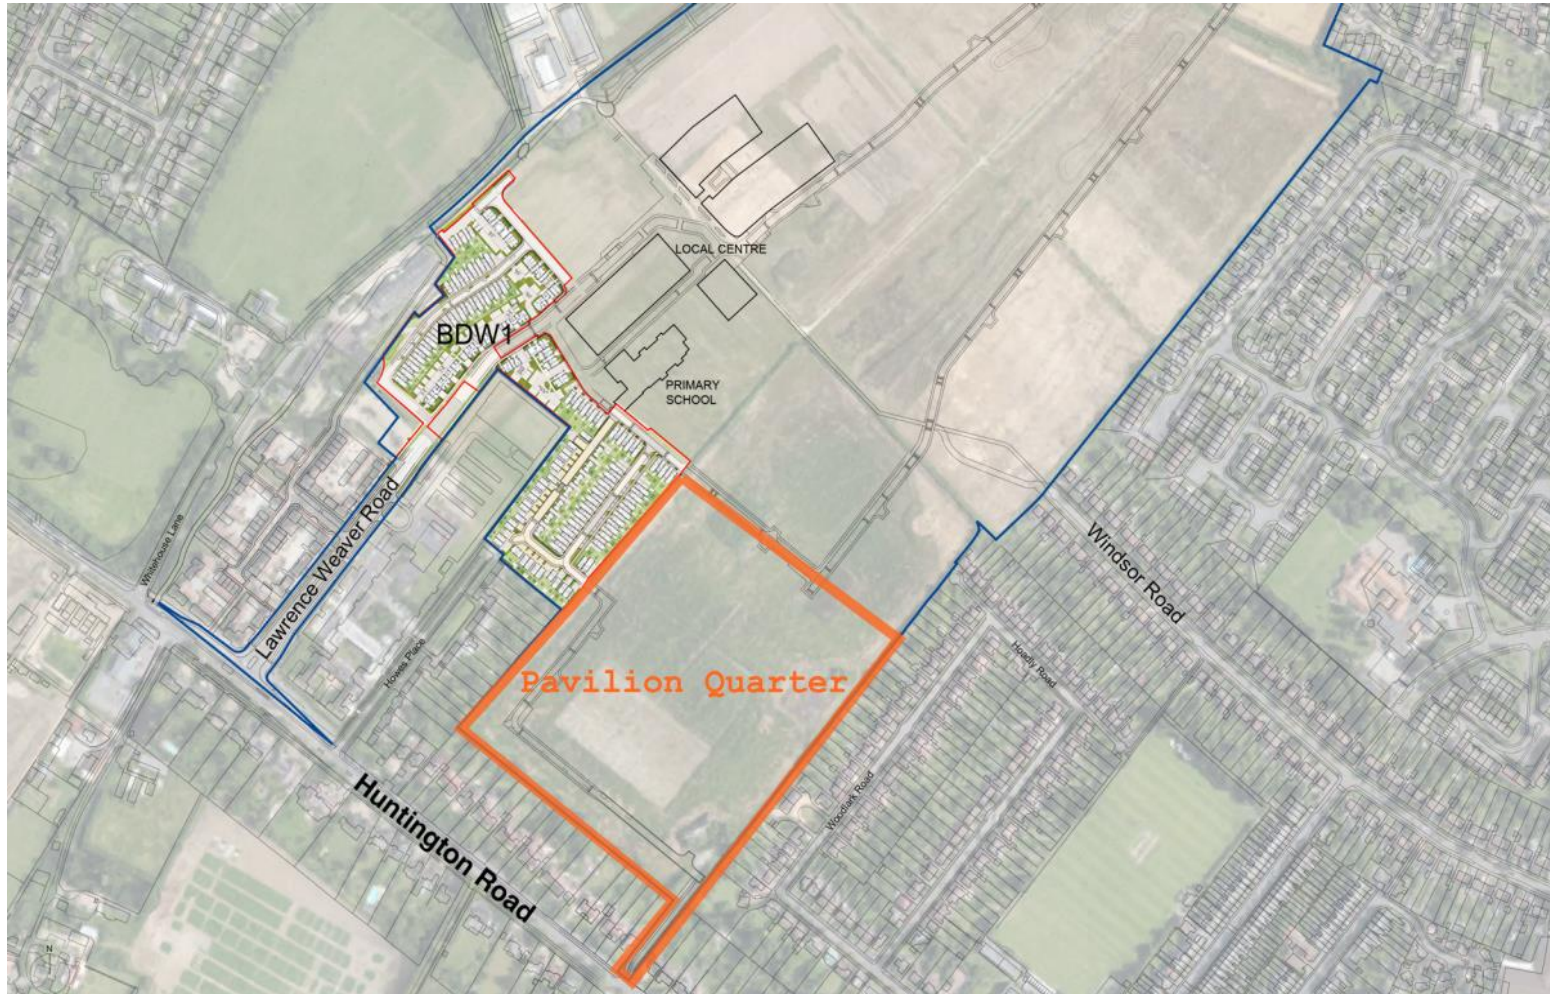 LOCAL CENTRE
BDW1
PRIMARY
SCHOOL
Whitehouse Lane
Lawrence Weaver Road
Windsor Road
Howes Place
Hoadly Road
Pavilion Quarter
Huntington Road
Woodlark Road
N